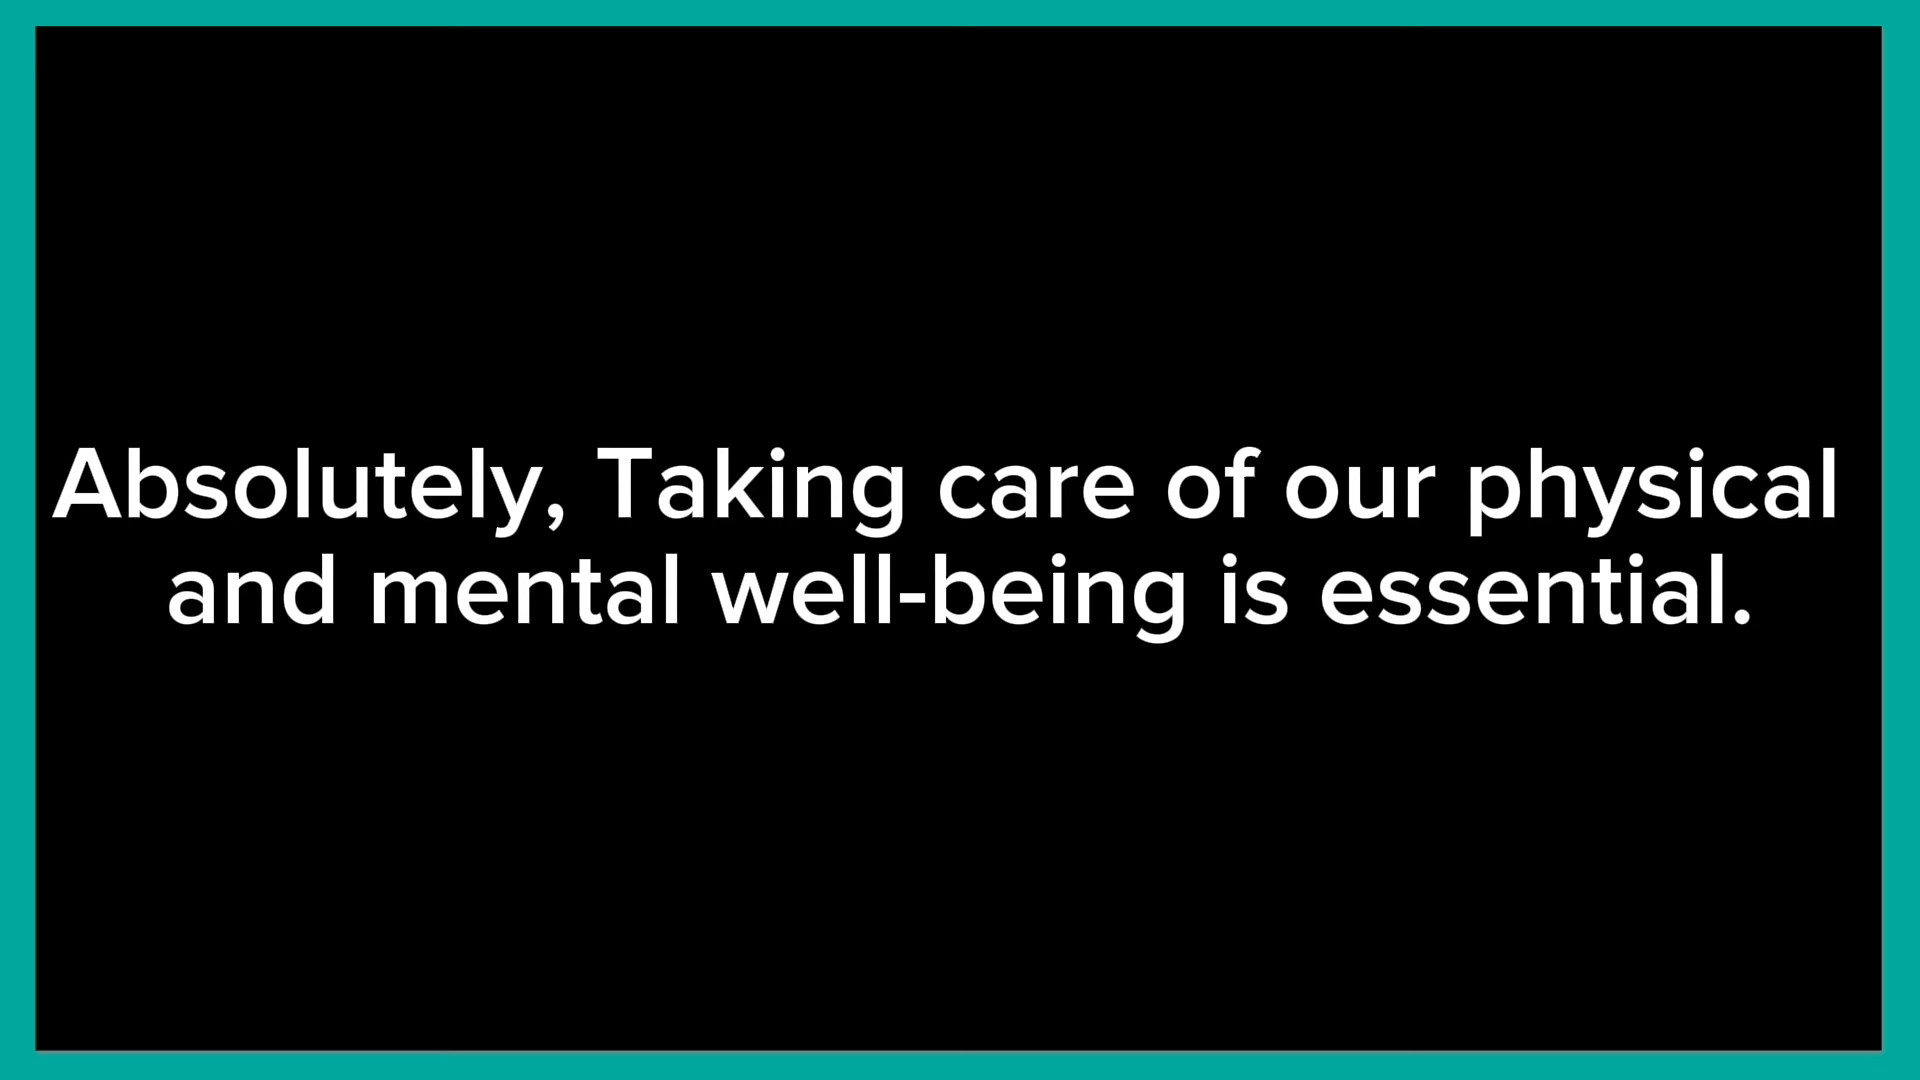 Absolutely, Taking care of our physical
and mental well-being is essential.